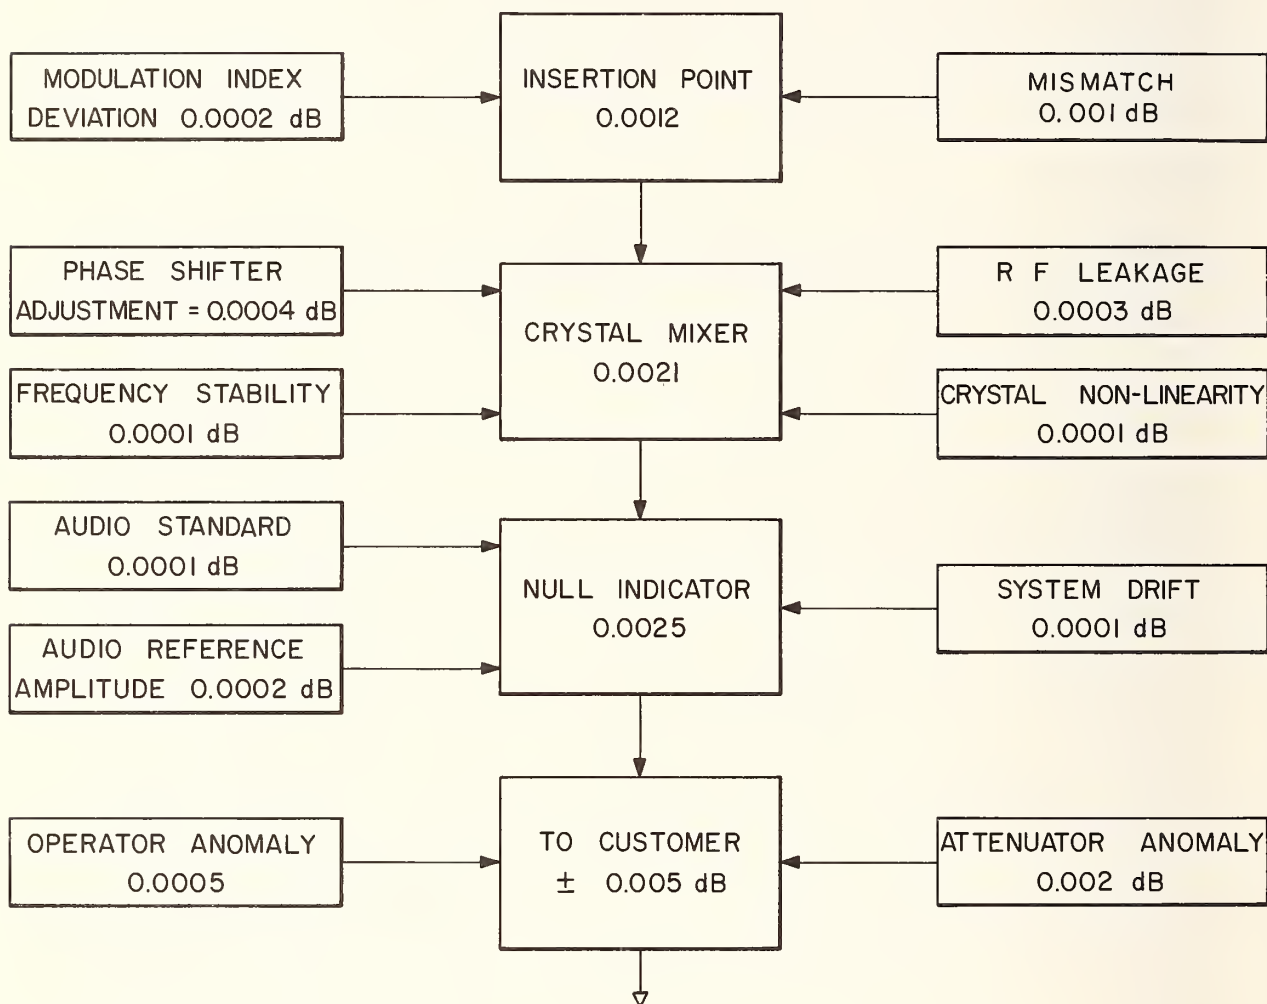 MODULATION INDEX
DEVIATION 0.0002 dB
INSERTION POINT
0.0012
MISMATCH
0.001 dB
PHASE SHIFTER
ADJUSTMENT = 0.0004 dB
R F LEAKAGE
0.0003 dB
CRYSTAL MIXER
0.0021
FREQUENCY STABILITY
0.0001 dB
CRYSTAL NON-LINEARITY
0.0001 dB
AUDIO STANDARD
0.0001 dB
NULL INDICATOR
0.0025
SYSTEM DRIFT
0.0001 dB
AUDIO REFERENCE
AMPLITUDE 0.0002 dB
OPERATOR ANOMALY
0.0005
TO CUSTOMER
± 0.005 dB
ATTENUATOR ANOMALY
0.002 dB